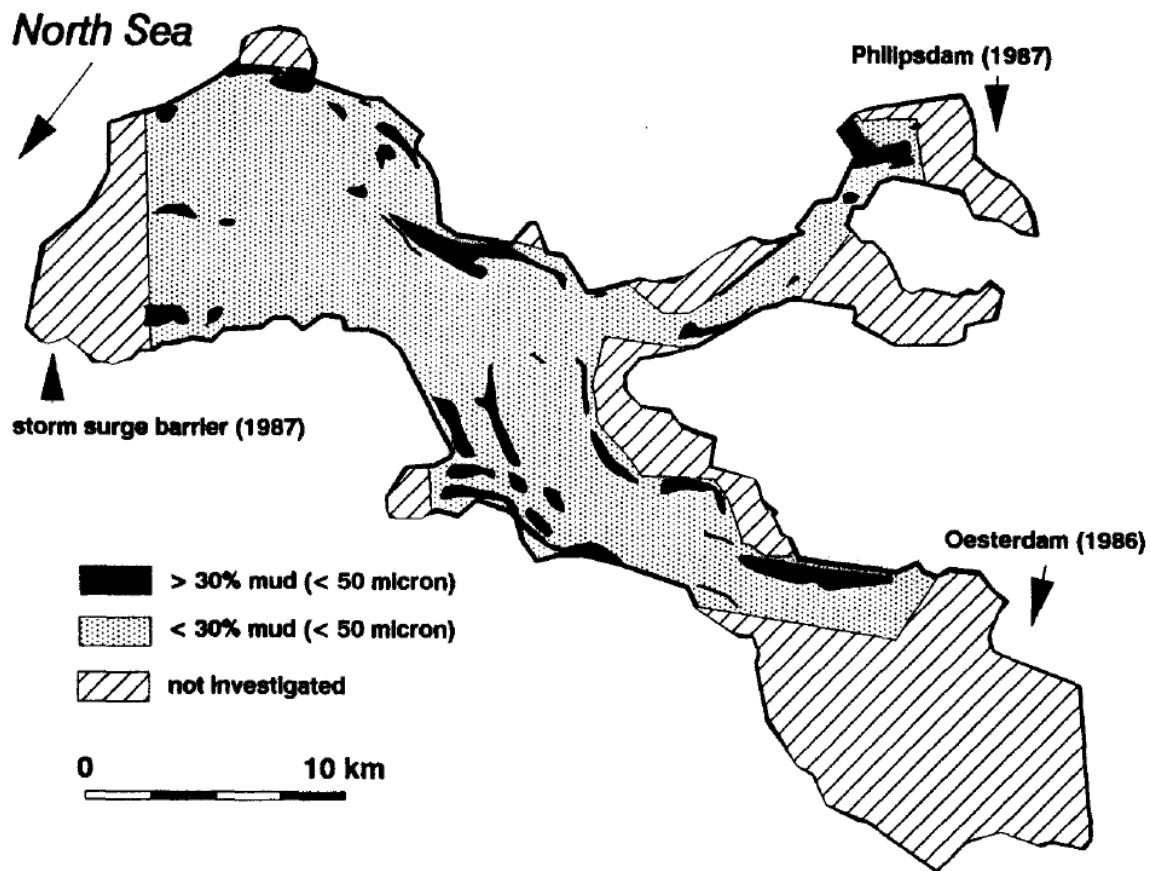 North Sea
Philipsdam (1987)
storm surge barrier (1987)
Oesterdam (1986)
> 30% mud (< 50 micron)
< 30% mud (< 50 micron)
not investigated
0 10 km